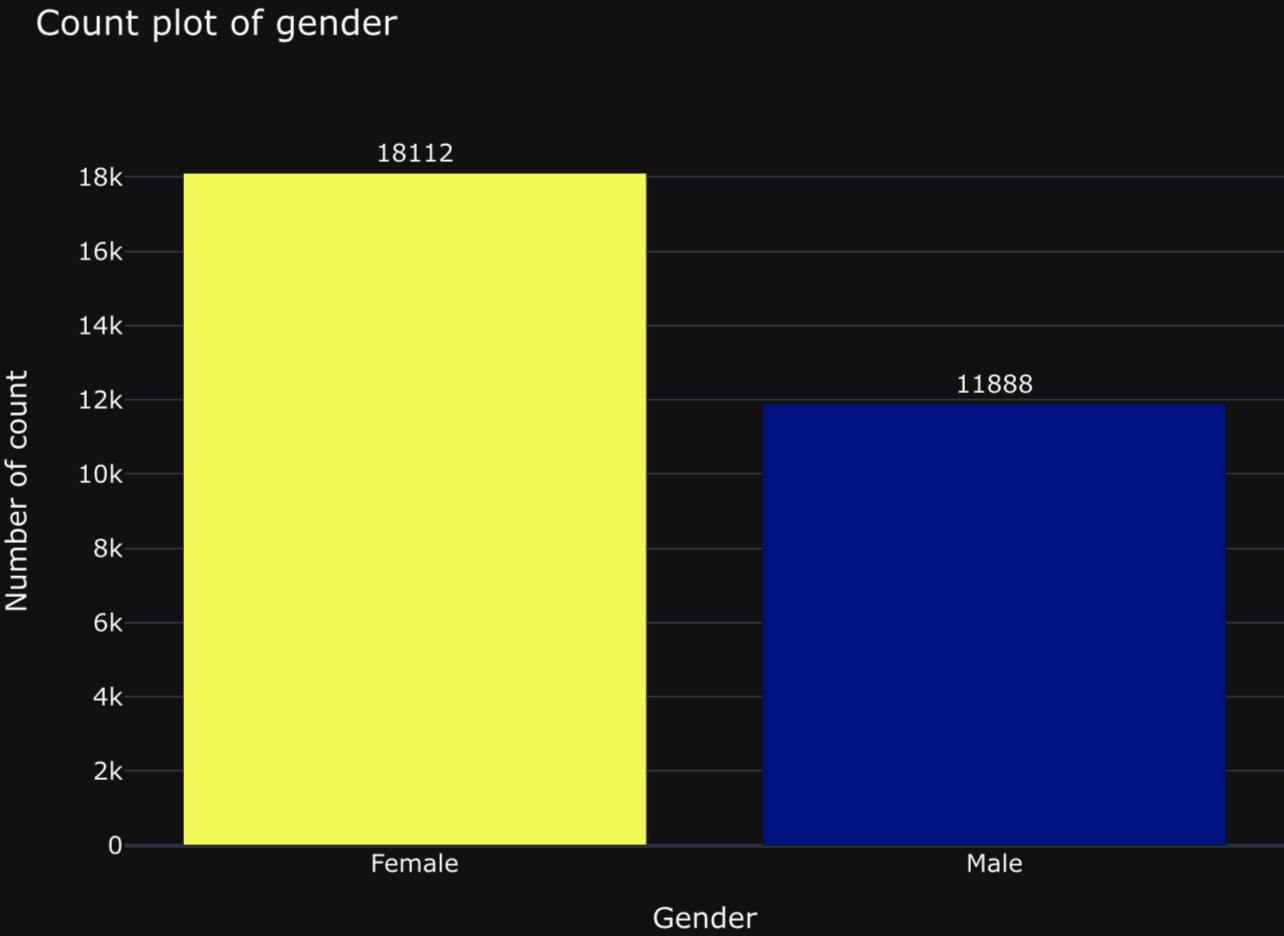 Count plot of gender
18112
18k
16k
14k
11888
12k
10k
8k
6k
4k
2k
0
Number of count
Female
Male
Gender